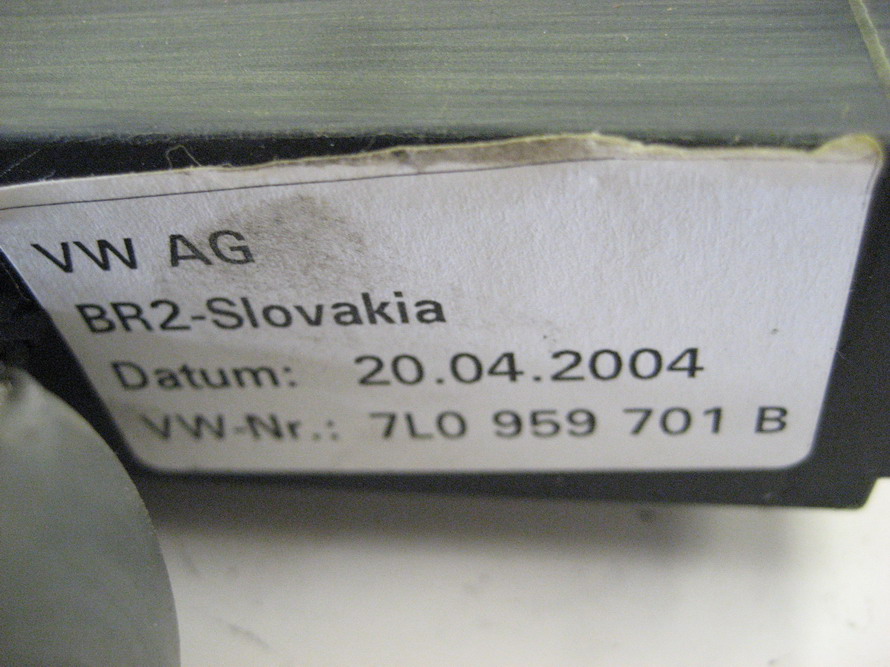 VW AG
BR2-Slovakia
Datum: 20.04.2004
VW-Nr.: 7L0 959 701 B